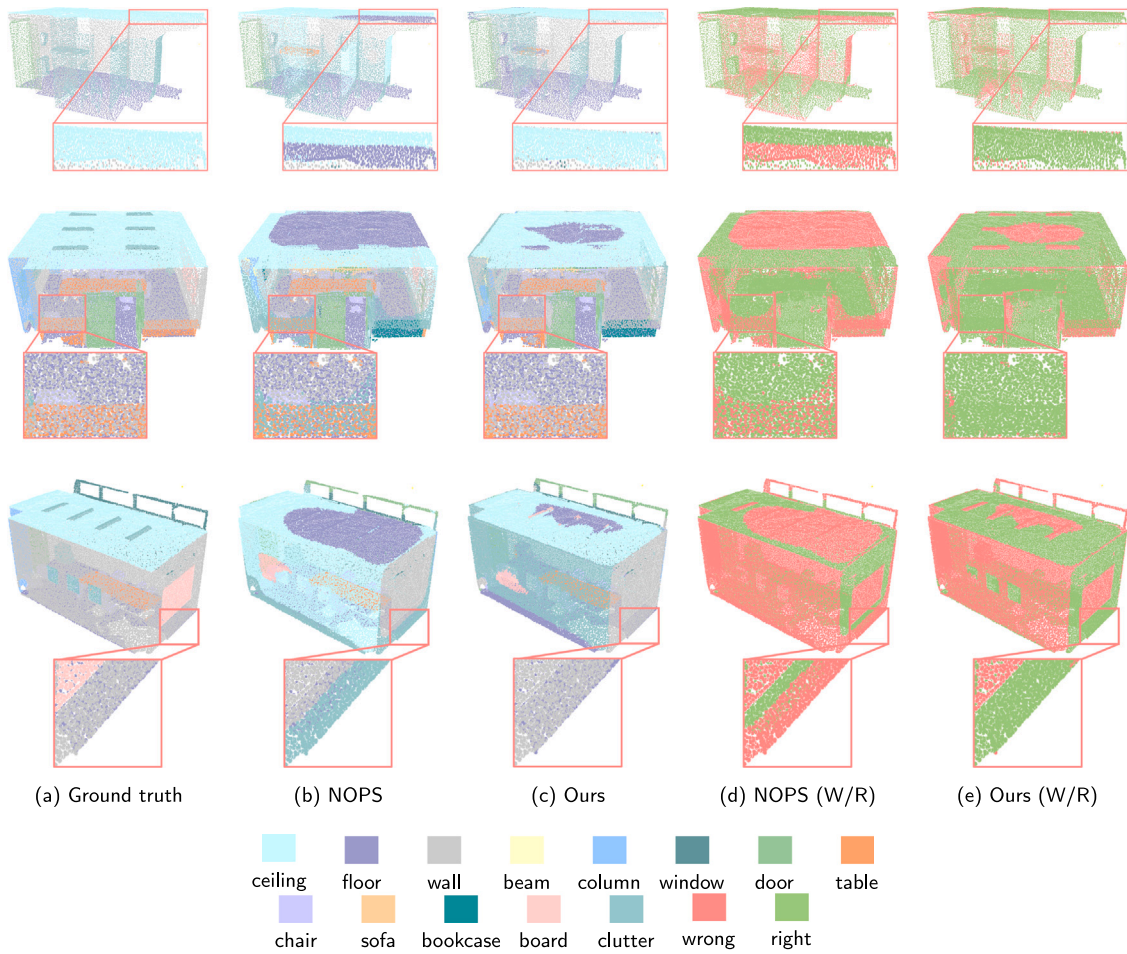 (a) Ground truth (b) NOPS (c) Ours (d) NOPS (W/R) (e) Ours (W/R)
ceiling floor wall beam column window door table
chair sofa bookcase board clutter wrong right